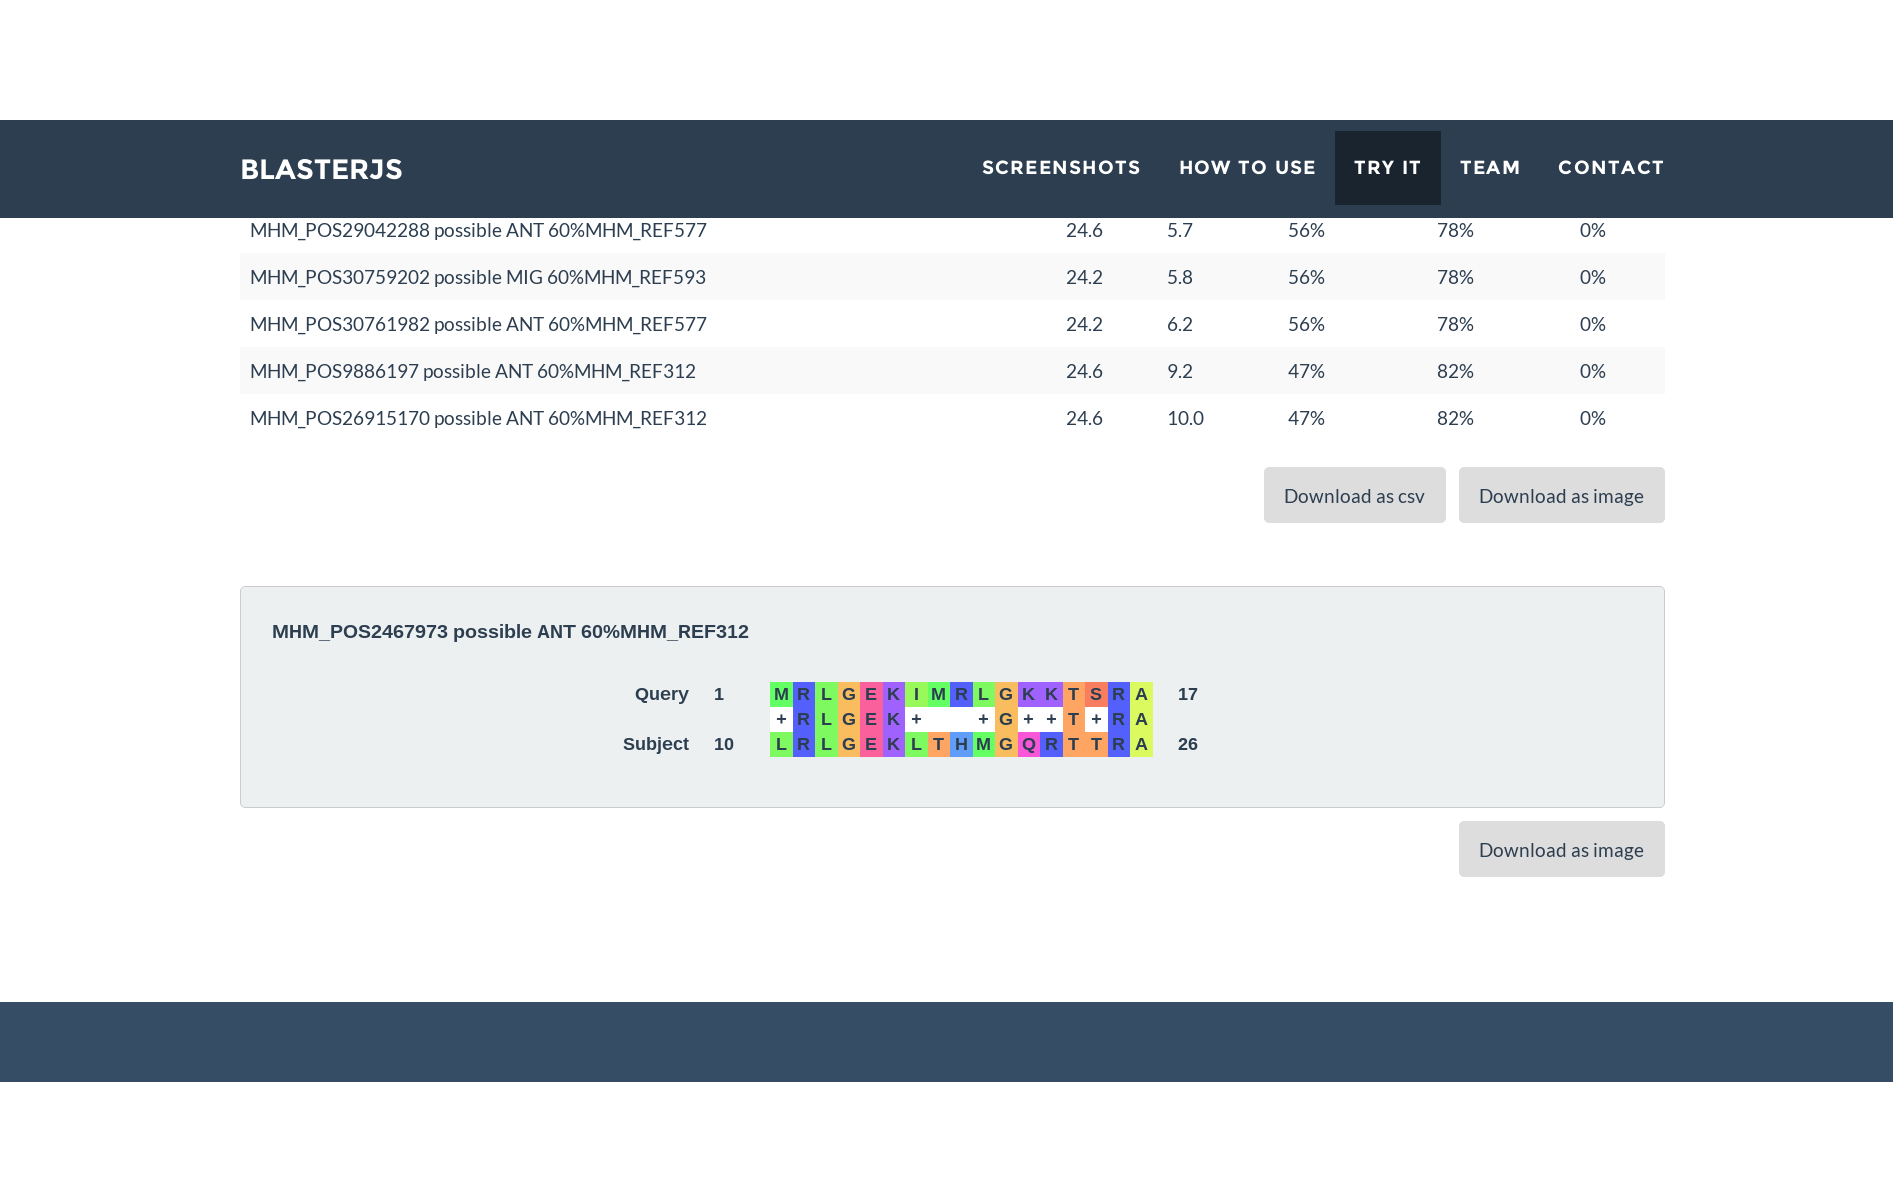 BLASTERJS SCREENSHOTS HOW TO USE TRY IT TEAM CONTACT
MHM_POS29042288 possible ANT 60%MHM_REF577 24.6 5.7 56% 78% 0%
MHM_POS30759202 possible MIG 60%MHM_REF593 24.2 5.8 56% 78% 0%
MHM_POS30761982 possible ANT 60%MHM_REF577 24.2 6.2 56% 78% 0%
MHM_POS9886197 possible ANT 60%MHM_REF312 24.6 9.2 47% 82% 0%
MHM_POS26915170 possible ANT 60%MHM_REF312 24.6 10.0 47% 82% 0%
Download as csv Download as image
MHM_POS2467973 possible ANT 60%MHM_REF312
Query 1 M R L G E K I M R L G K K T S R A 17
+ R L G E K + + G + + T + R A
Subject 10 L R L G E K L T H M G Q R T T R A 26
Download as image